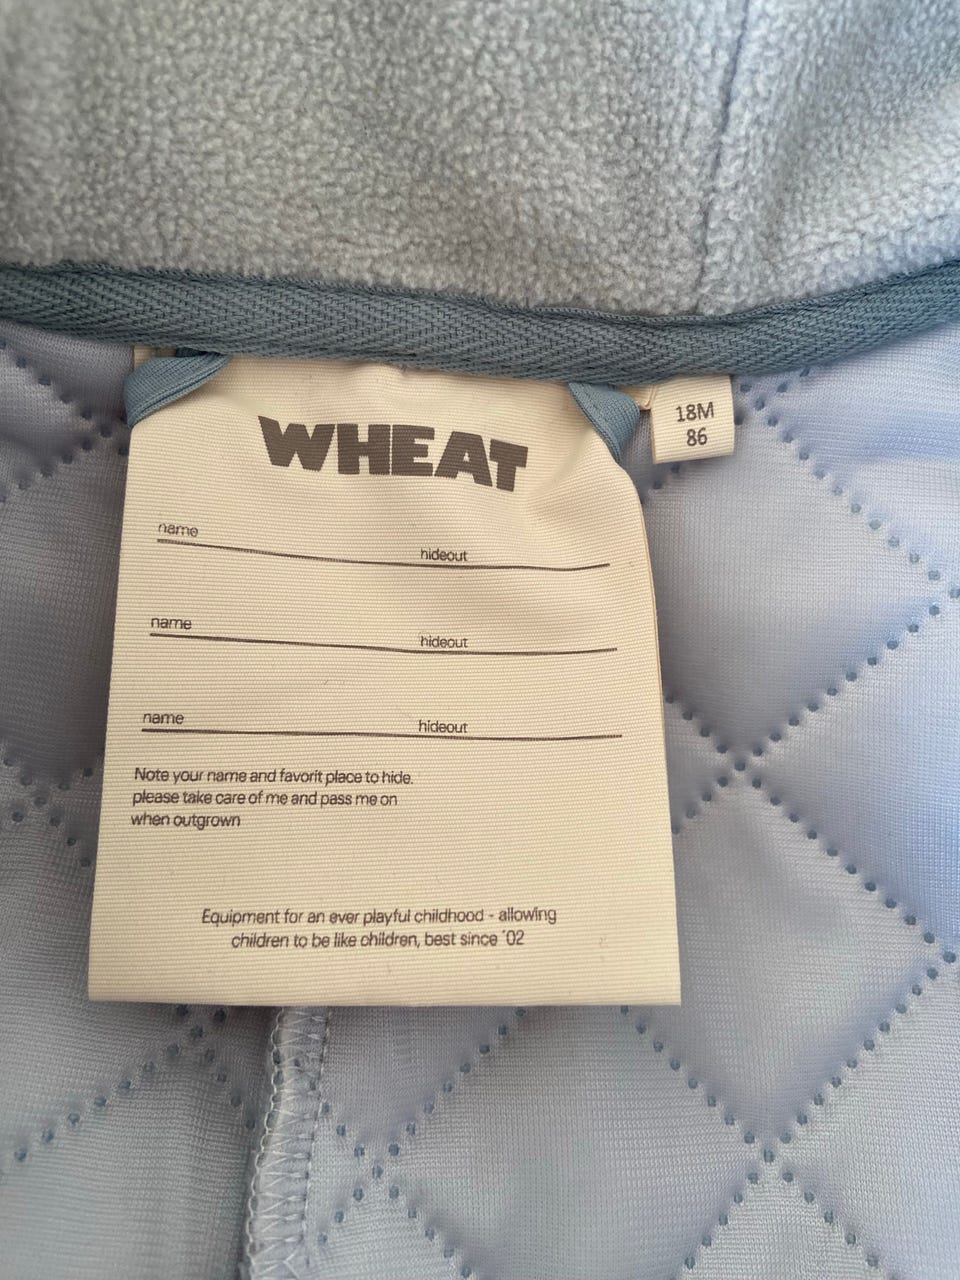 WHEAT
18M
86
name
hideout
name
hideout
name
hideout
Note your name and favorit place to hide.
please take care of me and pass me on
when outgrown
Equipment for an ever playful childhood - allowing
children to be like children, best since '02